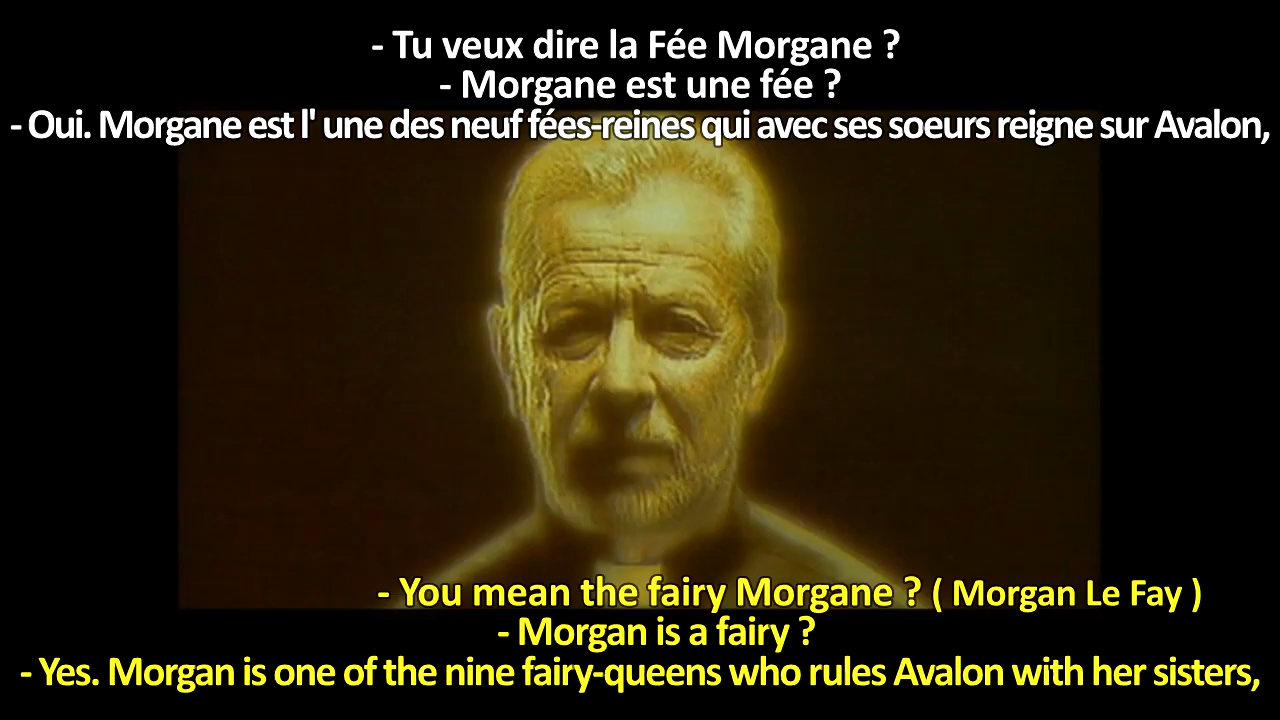 - Tu veux dire la Fée Morgane ?
- Morgane est une fée ?
- Oui. Morgane est l' une des neuf fées-reines qui avec ses soeurs reigne sur Avalon,
- You mean the fairy Morgane ? ( Morgan Le Fay )
- Morgan is a fairy ?
- Yes. Morgan is one of the nine fairy-queens who rules Avalon with her sisters,